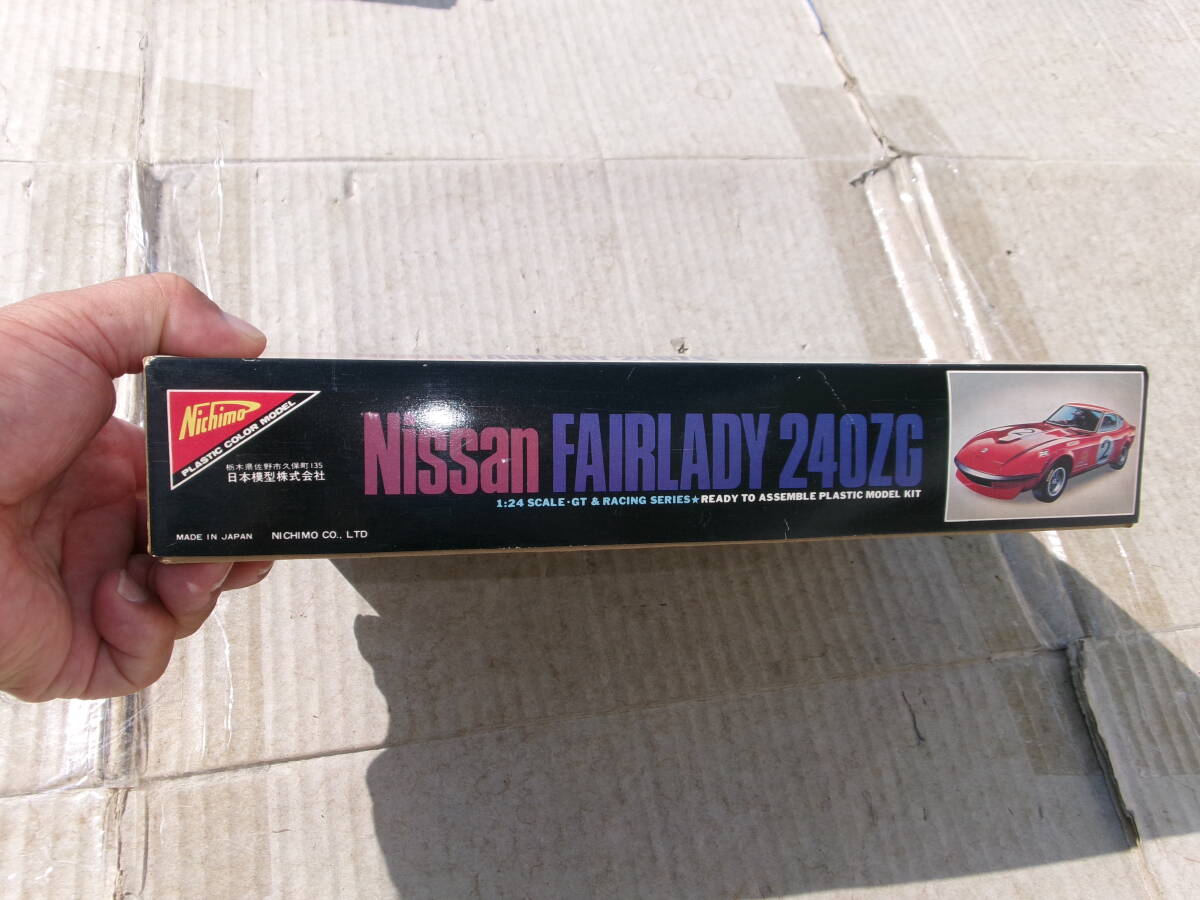 Nichimo
PLASTIC COLOR MODEL
栃木県佐野市久保町135
日本模型株式会社
MADE IN JAPAN NICHIMO CO., LTD
Nissan FAIRLADY 240ZG
1:24 SCALE·GT & RACING SERIES★READY TO ASSEMBLE PLASTIC MODEL KIT
2
2